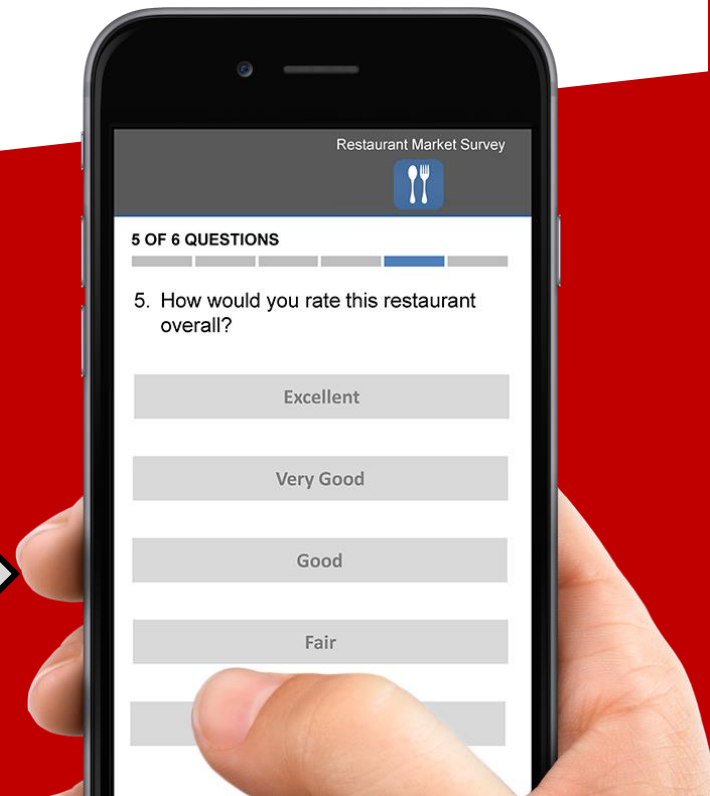 Restaurant Market Survey
5 OF 6 QUESTIONS
5. How would you rate this restaurant
overall?
Excellent
Very Good
Good
Fair